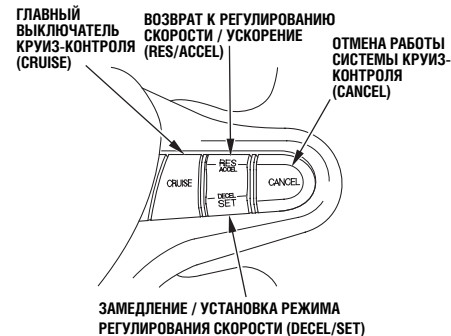 ГЛАВНЫЙ
ВЫКЛЮЧАТЕЛЬ
КРУИЗ-КОНТРОЛЯ
(CRUISE)
ВОЗВРАТ К РЕГУЛИРОВАНИЮ
СКОРОСТИ / УСКОРЕНИЕ
(RES/ACCEL)
ОТМЕНА РАБОТЫ
СИСТЕМЫ КРУИЗ-
КОНТРОЛЯ
(CANCEL)
CRUISE
RES
ACCEL
DECEL
SET
CANCEL
ЗАМЕДЛЕНИЕ / УСТАНОВКА РЕЖИМА
РЕГУЛИРОВАНИЯ СКОРОСТИ (DECEL/SET)